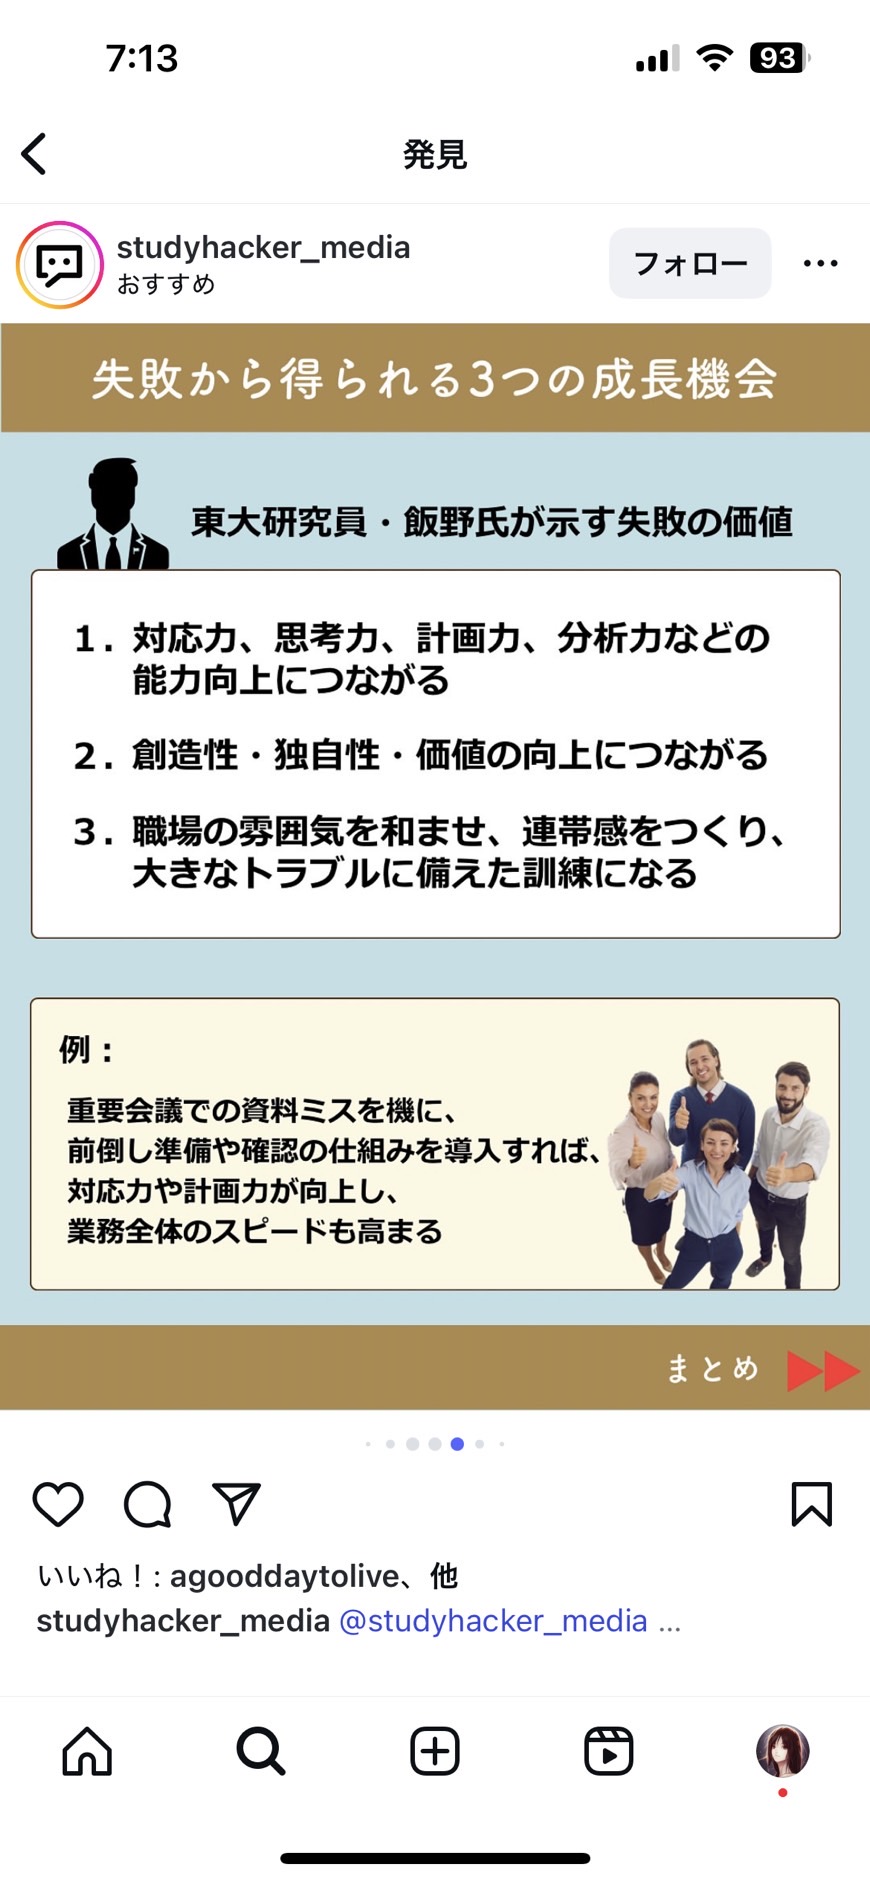 7:13
93
発見
studyhacker_media
おすすめ
フォロー
失敗から得られる3つの成長機会
東大研究員・飯野氏が示す失敗の価値
1. 対応力、思考力、計画力、分析力などの
能力向上につながる
2. 創造性・独自性・価値の向上につながる
3. 職場の雰囲気を和ませ、連帯感をつくり、
大きなトラブルに備えた訓練になる
例：
重要会議での資料ミスを機に、
前倒し準備や確認の仕組みを導入すれば、
対応力や計画力が向上し、
業務全体のスピードも高まる
まとめ
いいね！: agooddaytolive、他
studyhacker_media @studyhacker_media ...